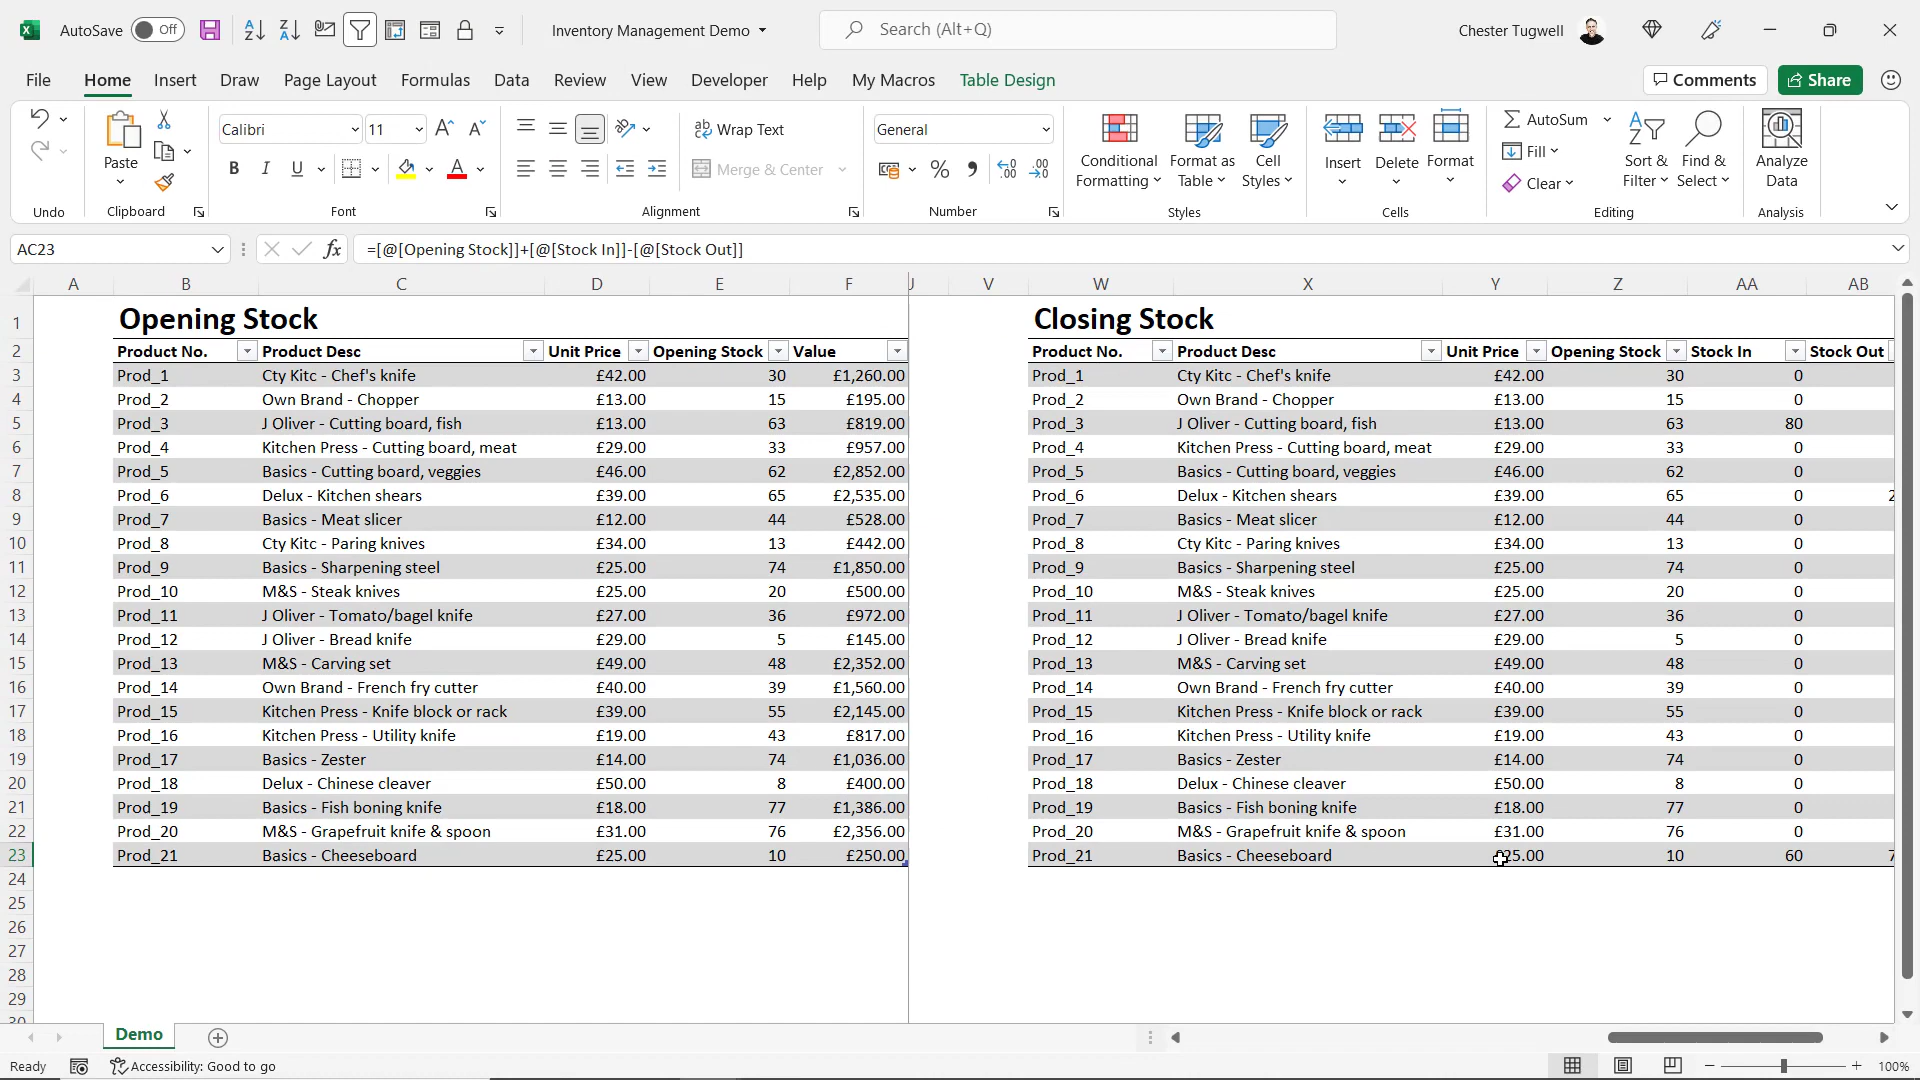 AutoSave Off Inventory Management Demo Search (Alt+Q) Chester Tugwell
File Home Insert Draw Page Layout Formulas Data Review View Developer Help My Macros Table Design Comments Share
Calibri 11 Wrap Text General AutoSum
Paste Insert Delete Format Fill
B I U Merge & Center % Conditional Formatting Format as Table Cell Styles Clear Sort & Filter Find & Select Analyze Data
Undo Clipboard Font Alignment Number Styles Cells Editing Analysis
AC23 fx =[@[Opening Stock]]+[@[Stock In]]-[@[Stock Out]]
A B C D E F J V W X Y Z AA AB
1 Opening Stock Closing Stock
2 Product No. Product Desc Unit Price Opening Stock Value Product No. Product Desc Unit Price Opening Stock Stock In Stock Out
3 Prod_1 Cty Kitc - Chef's knife £42.00 30 £1,260.00 Prod_1 Cty Kitc - Chef's knife £42.00 30 0
4 Prod_2 Own Brand - Chopper £13.00 15 £195.00 Prod_2 Own Brand - Chopper £13.00 15 0
5 Prod_3 J Oliver - Cutting board, fish £13.00 63 £819.00 Prod_3 J Oliver - Cutting board, fish £13.00 63 80
6 Prod_4 Kitchen Press - Cutting board, meat £29.00 33 £957.00 Prod_4 Kitchen Press - Cutting board, meat £29.00 33 0
7 Prod_5 Basics - Cutting board, veggies £46.00 62 £2,852.00 Prod_5 Basics - Cutting board, veggies £46.00 62 0
8 Prod_6 Delux - Kitchen shears £39.00 65 £2,535.00 Prod_6 Delux - Kitchen shears £39.00 65 0
9 Prod_7 Basics - Meat slicer £12.00 44 £528.00 Prod_7 Basics - Meat slicer £12.00 44 0
10 Prod_8 Cty Kitc - Paring knives £34.00 13 £442.00 Prod_8 Cty Kitc - Paring knives £34.00 13 0
11 Prod_9 Basics - Sharpening steel £25.00 74 £1,850.00 Prod_9 Basics - Sharpening steel £25.00 74 0
12 Prod_10 M&S - Steak knives £25.00 20 £500.00 Prod_10 M&S - Steak knives £25.00 20 0
13 Prod_11 J Oliver - Tomato/bagel knife £27.00 36 £972.00 Prod_11 J Oliver - Tomato/bagel knife £27.00 36 0
14 Prod_12 J Oliver - Bread knife £29.00 5 £145.00 Prod_12 J Oliver - Bread knife £29.00 5 0
15 Prod_13 M&S - Carving set £49.00 48 £2,352.00 Prod_13 M&S - Carving set £49.00 48 0
16 Prod_14 Own Brand - French fry cutter £40.00 39 £1,560.00 Prod_14 Own Brand - French fry cutter £40.00 39 0
17 Prod_15 Kitchen Press - Knife block or rack £39.00 55 £2,145.00 Prod_15 Kitchen Press - Knife block or rack £39.00 55 0
18 Prod_16 Kitchen Press - Utility knife £19.00 43 £817.00 Prod_16 Kitchen Press - Utility knife £19.00 43 0
19 Prod_17 Basics - Zester £14.00 74 £1,036.00 Prod_17 Basics - Zester £14.00 74 0
20 Prod_18 Delux - Chinese cleaver £50.00 8 £400.00 Prod_18 Delux - Chinese cleaver £50.00 8 0
21 Prod_19 Basics - Fish boning knife £18.00 77 £1,386.00 Prod_19 Basics - Fish boning knife £18.00 77 0
22 Prod_20 M&S - Grapefruit knife & spoon £31.00 76 £2,356.00 Prod_20 M&S - Grapefruit knife & spoon £31.00 76 0
23 Prod_21 Basics - Cheeseboard £25.00 10 £250.00 Prod_21 Basics - Cheeseboard £25.00 10 60
24
25
26
27
28
29
30
Demo
Ready Accessibility: Good to go 100%